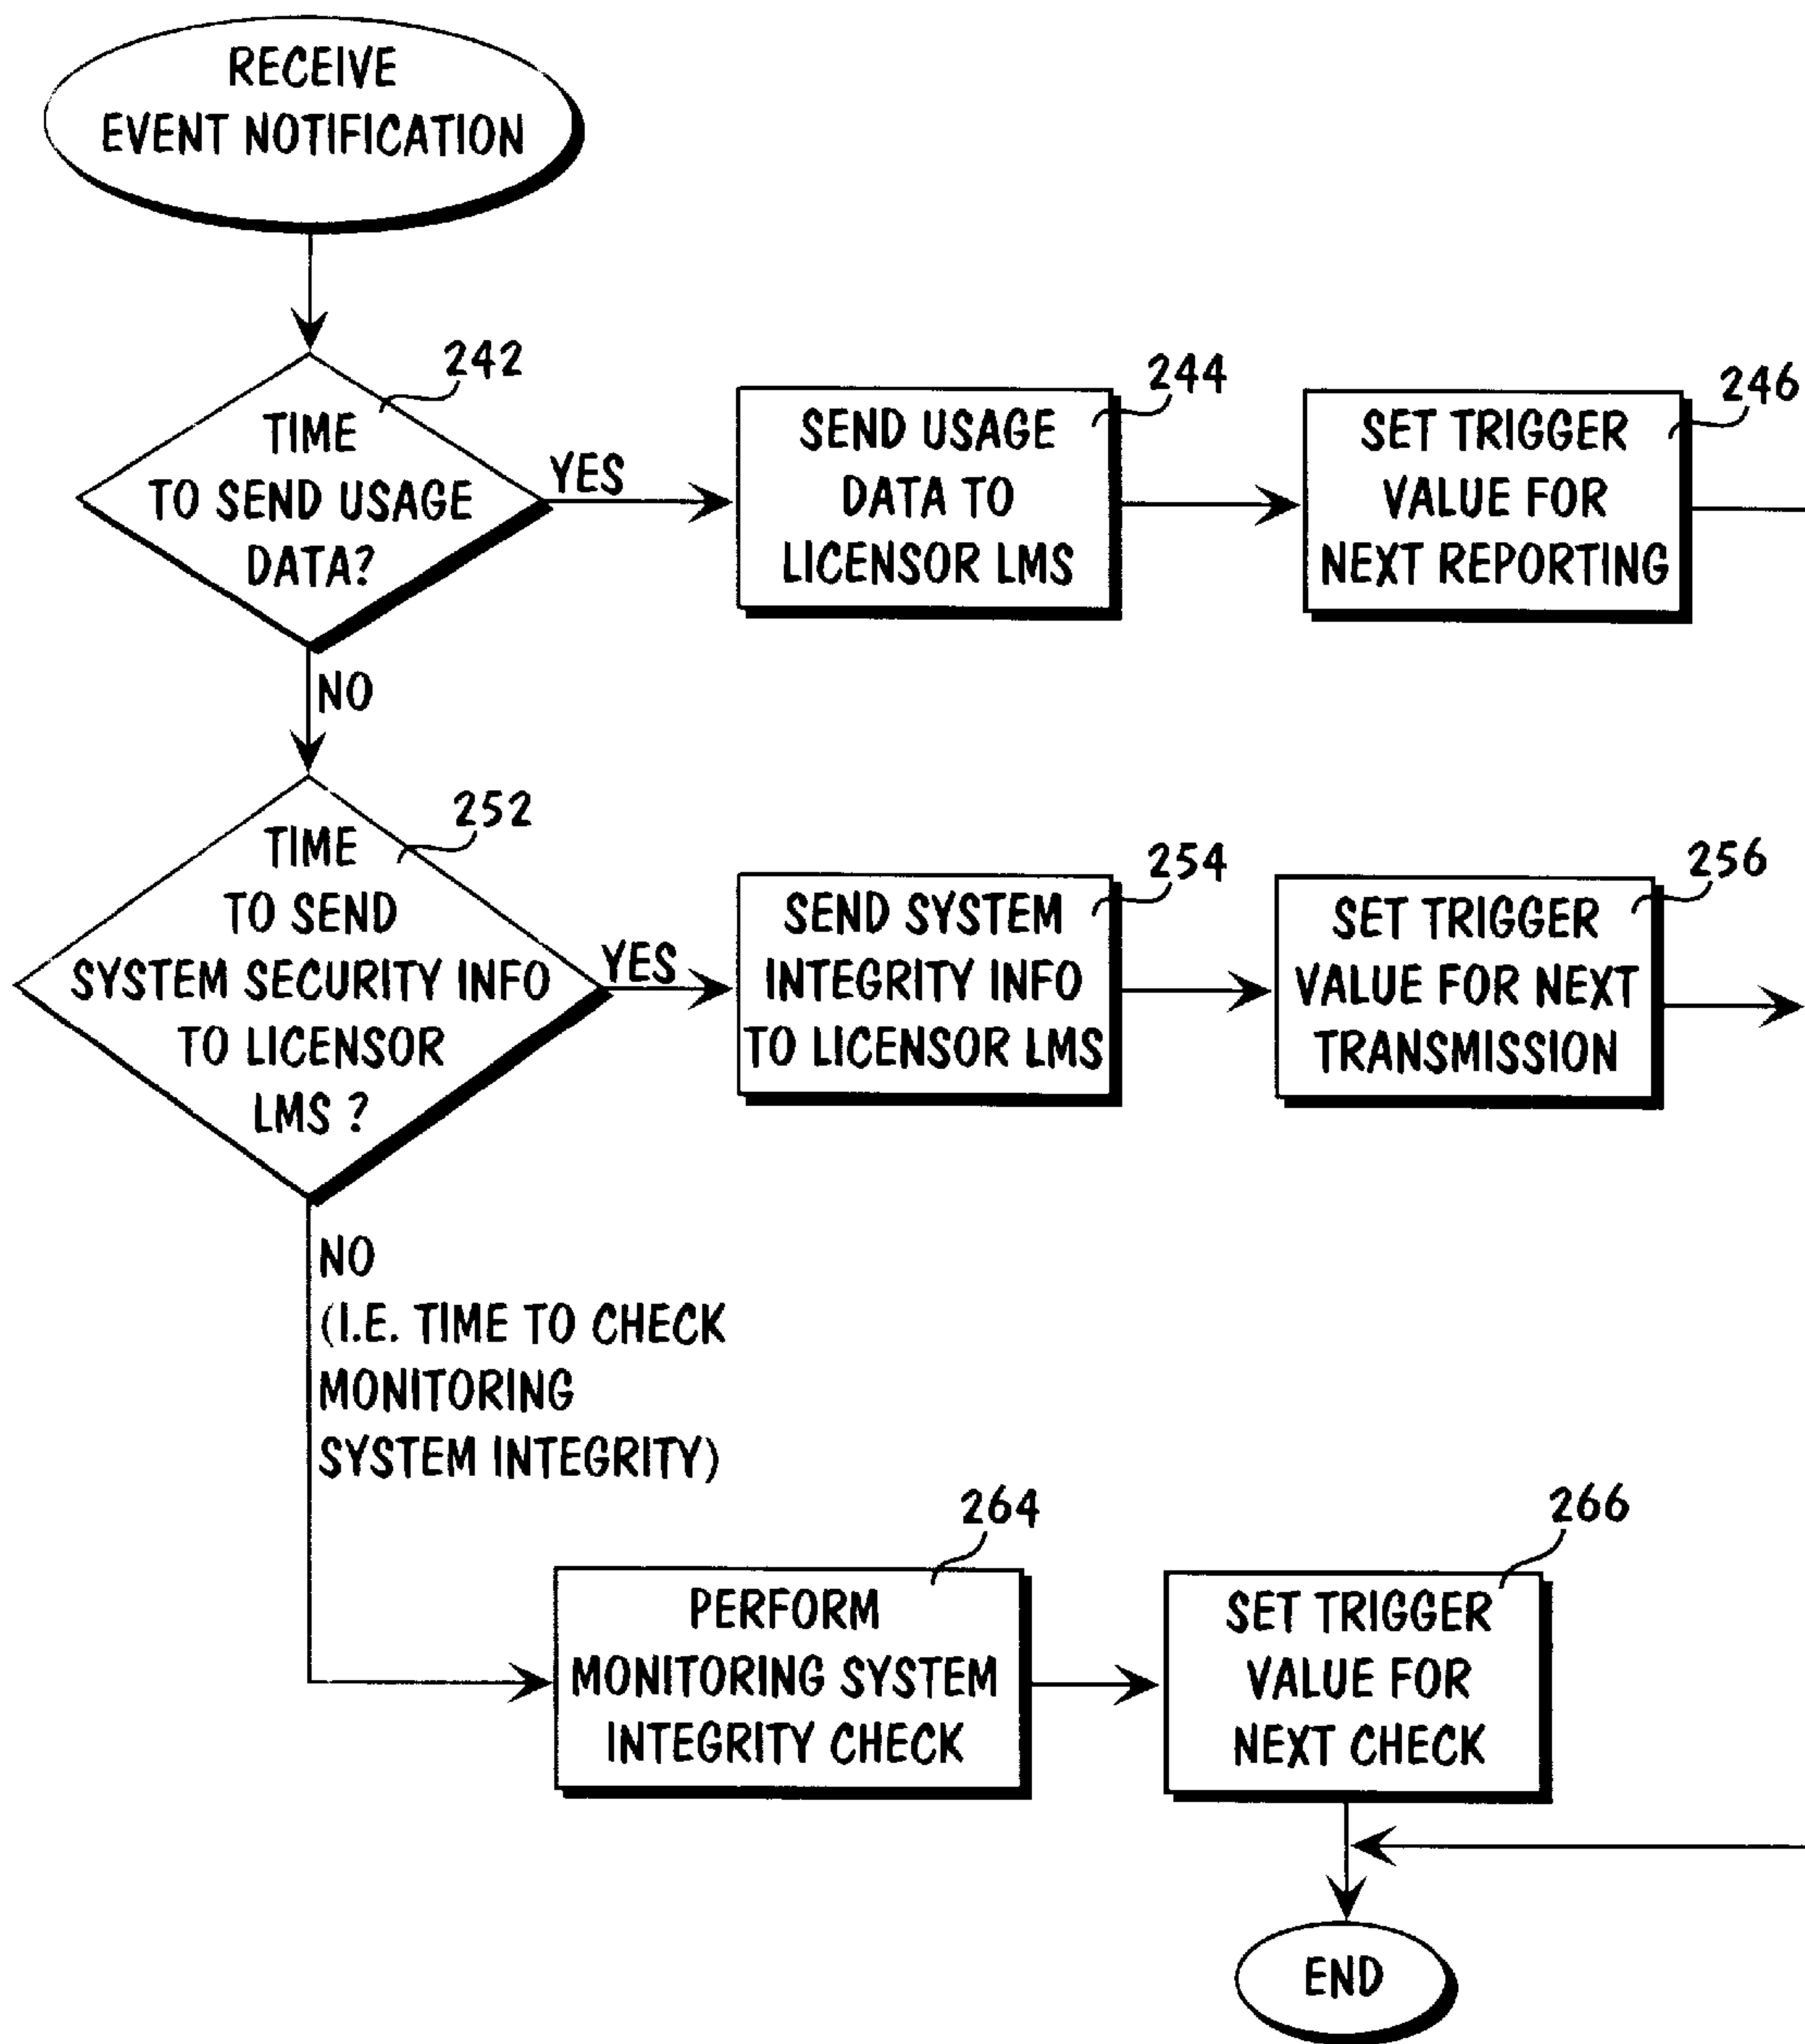 RECEIVE
EVENT NOTIFICATION
242
TIME
TO SEND USAGE
DATA?
YES
244
SEND USAGE
DATA TO
LICENSOR LMS
246
SET TRIGGER
VALUE FOR
NEXT REPORTING
NO
252
TIME
TO SEND
SYSTEM SECURITY INFO
TO LICENSOR
LMS ?
YES
254
SEND SYSTEM
INTEGRITY INFO
TO LICENSOR LMS
256
SET TRIGGER
VALUE FOR NEXT
TRANSMISSION
NO
(I.E. TIME TO CHECK
MONITORING
SYSTEM INTEGRITY)
264
PERFORM
MONITORING SYSTEM
INTEGRITY CHECK
266
SET TRIGGER
VALUE FOR
NEXT CHECK
END